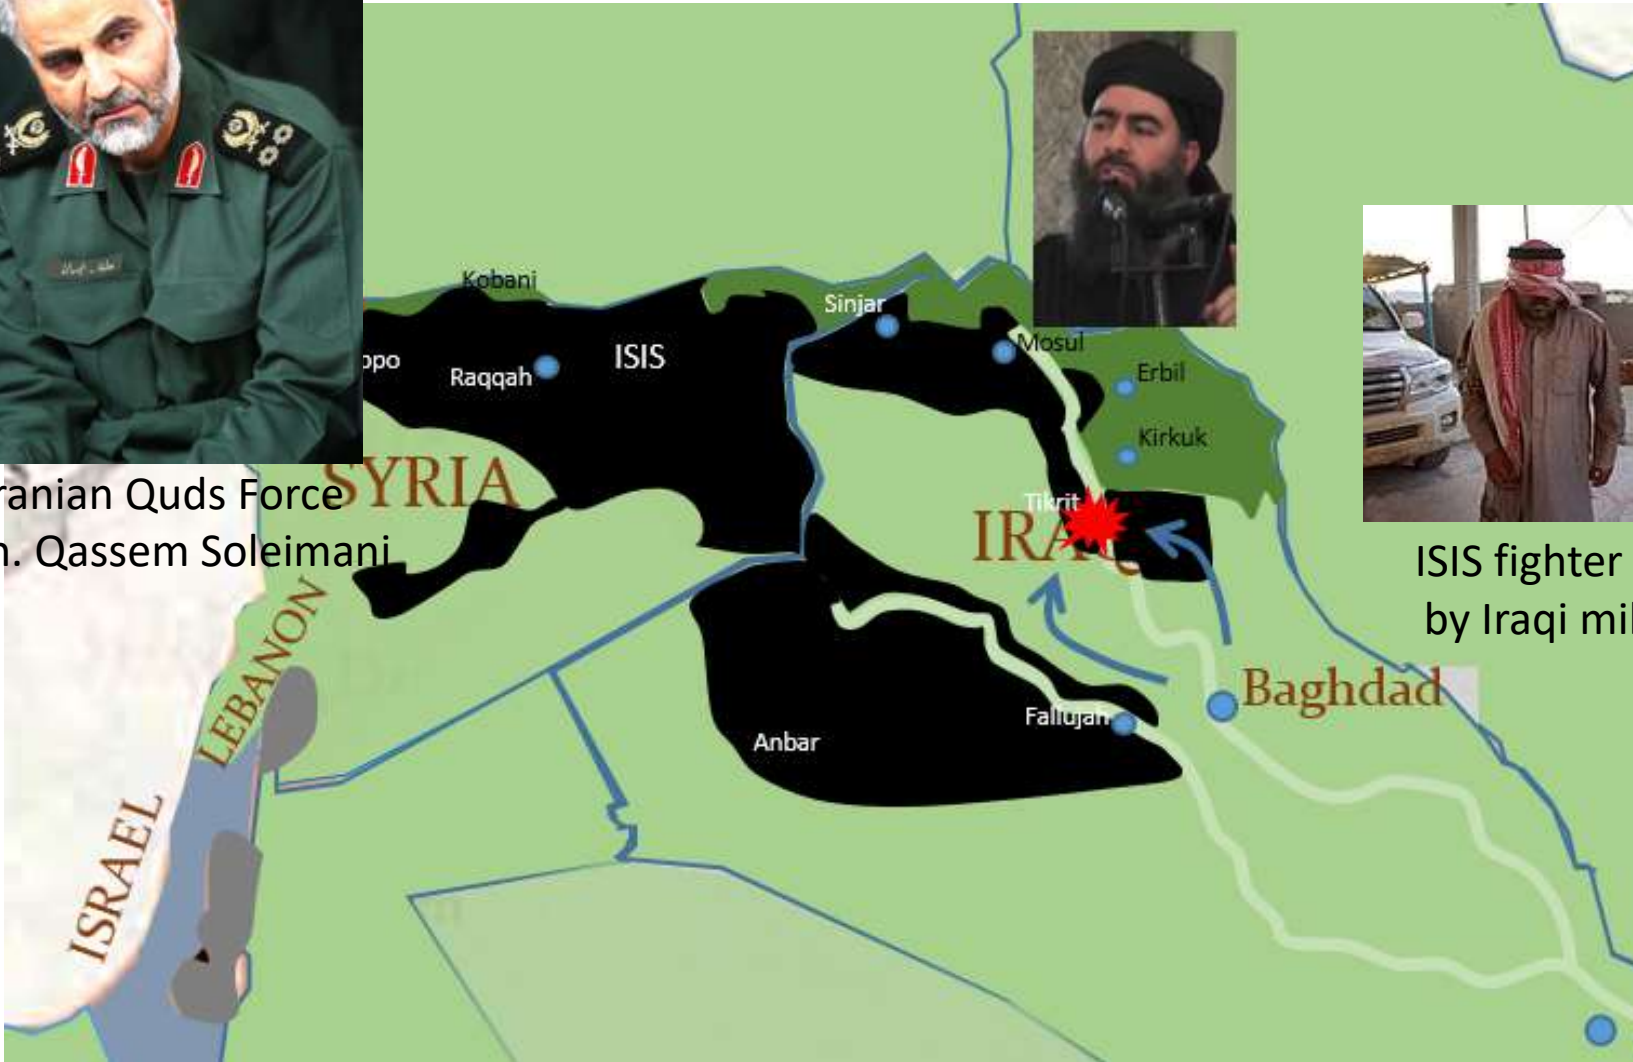 Kobani
Sinjar
ISIS
Mosul
ppo
Raqqah
Erbil
Kirkuk
SYRIA
ranian Quds Force
n. Qassem Soleimani
Tikrit
IRAQ
ISIS fighter
by Iraqi mil
LEBANON
Baghdad
Fallujah
Anbar
ISRAEL